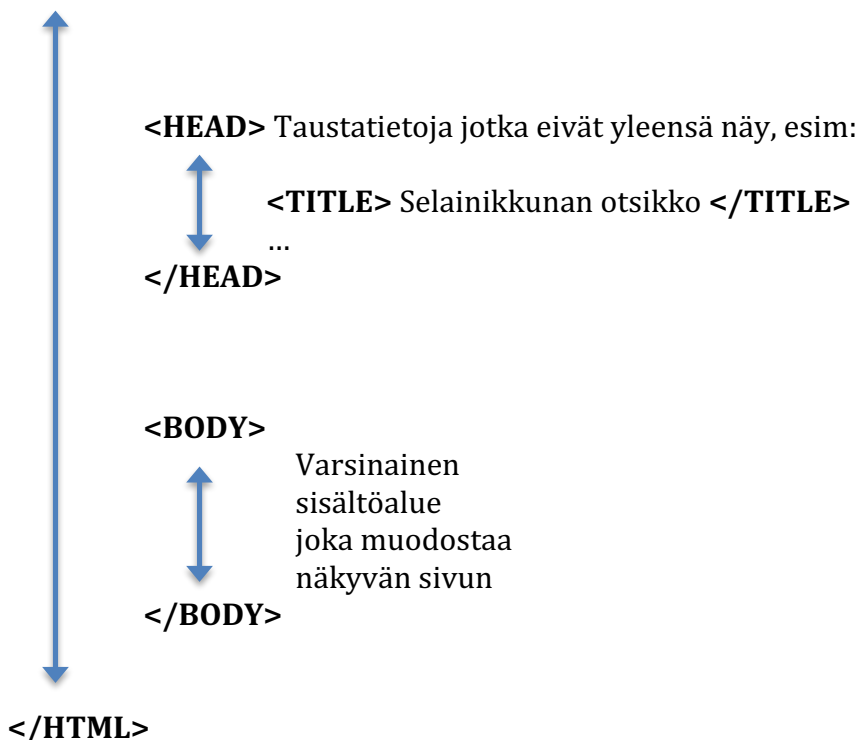 <HEAD> Taustatietoja jotka eivät yleensä näy, esim:
<TITLE> Selainikkunan otsikko </TITLE>
...
</HEAD>
<BODY>
Varsinainen
sisältöalue
joka muodostaa
näkyvän sivun
</BODY>
</HTML>